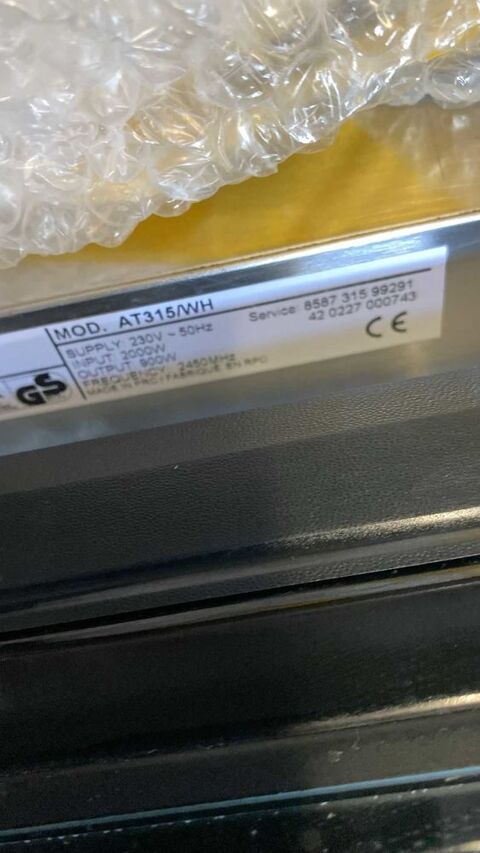 MOD. AT315/WH
SUPPLY: 230V ~ 50Hz
INPUT: 2000W
OUTPUT: 900W
FREQUENCY: 2450MHz
MADE IN PRC / FABRIQUE EN RPC
Service: 8587 315 99291
42 0227 000743
CE
GS